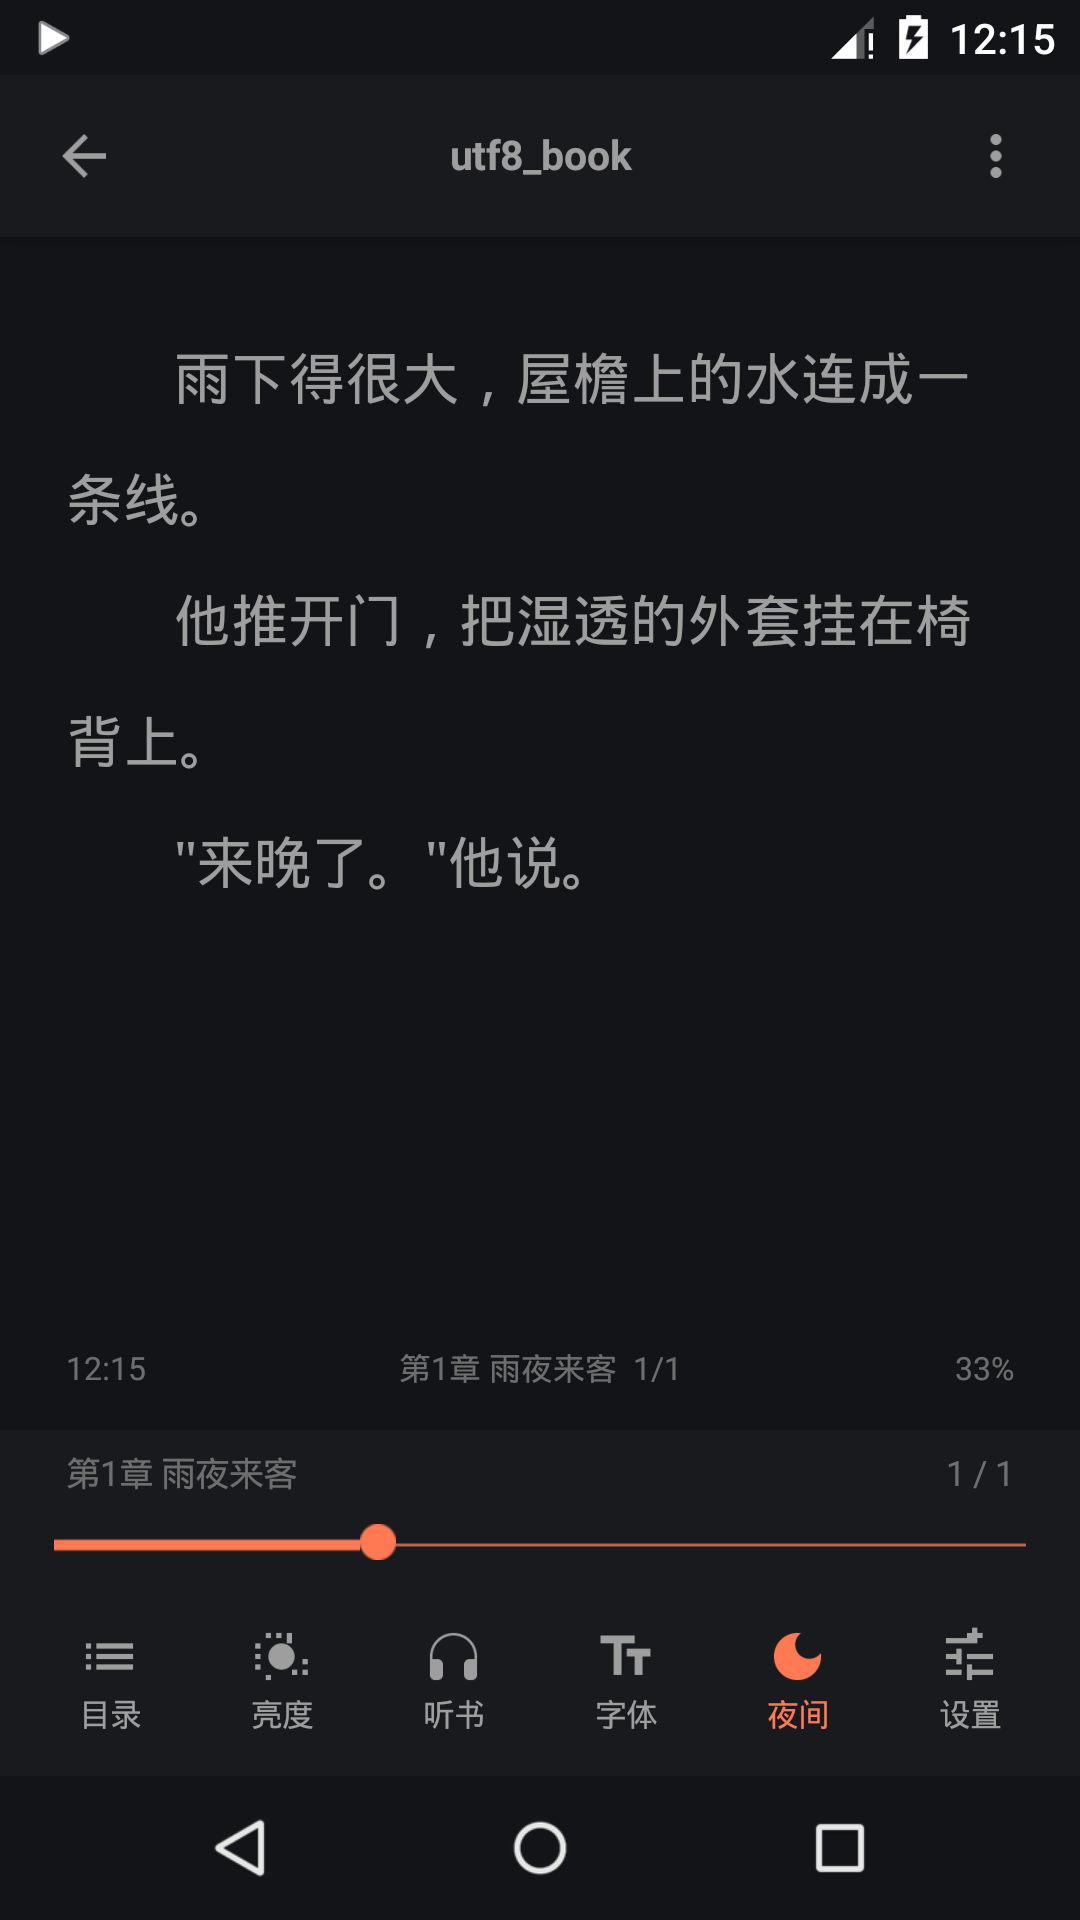 12:15
utf8_book
雨下得很大，屋檐上的水连成一
条线。
他推开门，把湿透的外套挂在椅
背上。
"来晚了。"他说。
12:15 第1章 雨夜来客 1/1 33%
第1章 雨夜来客 1 / 1
目录 亮度 听书 字体 夜间 设置